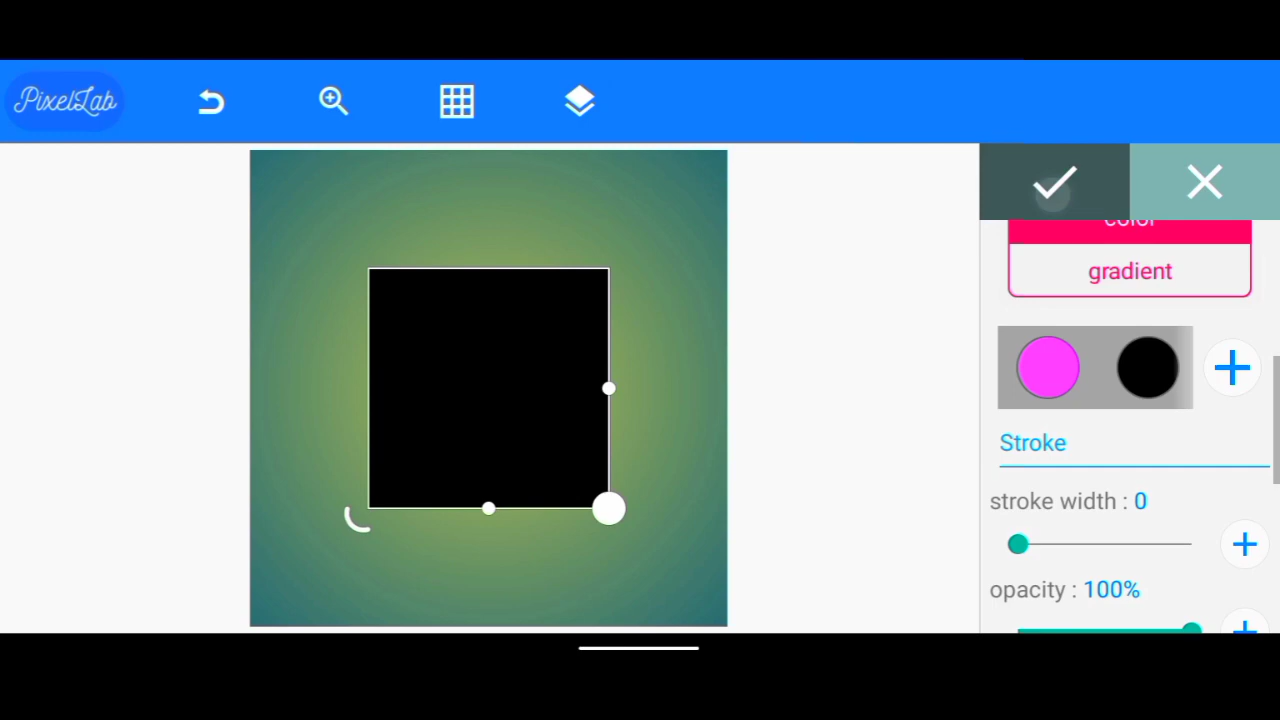 PixelLab
color
gradient
Stroke
stroke width : 0
opacity : 100%